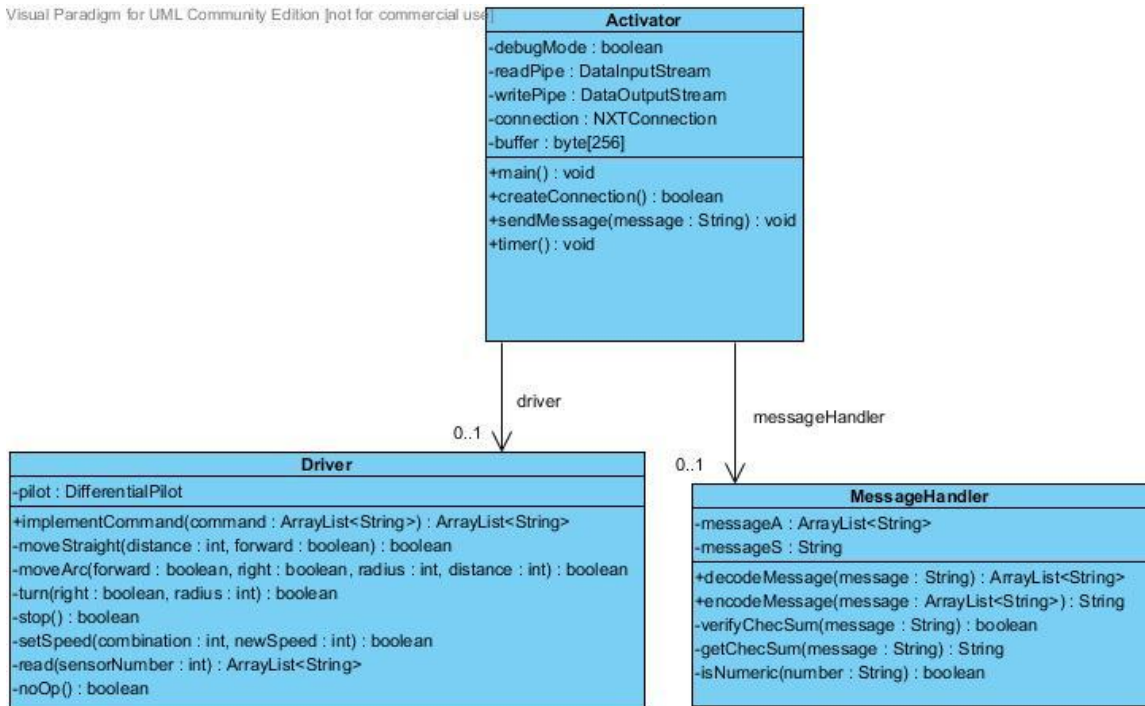 Visual Paradigm for UML Community Edition [not for commercial use]
Activator
-debugMode : boolean
-readPipe : DataInputStream
-writePipe : DataOutputStream
-connection : NXTConnection
-buffer : byte[256]
+main() : void
+createConnection() : boolean
+sendMessage(message : String) : void
+timer() : void
driver
0..1
messageHandler
0..1
Driver
-pilot : DifferentialPilot
+implementCommand(command : ArrayList<String>) : ArrayList<String>
-moveStraight(distance : int, forward : boolean) : boolean
-moveArc(forward : boolean, right : boolean, radius : int, distance : int) : boolean
-turn(right : boolean, radius : int) : boolean
-stop() : boolean
-setSpeed(combination : int, newSpeed : int) : boolean
-read(sensorNumber : int) : ArrayList<String>
-noOp() : boolean
MessageHandler
-messageA : ArrayList<String>
-messageS : String
+decodeMessage(message : String) : ArrayList<String>
+encodeMessage(message : ArrayList<String>) : String
-verifyChecSum(message : String) : boolean
-getChecSum(message : String) : String
-isNumeric(number : String) : boolean